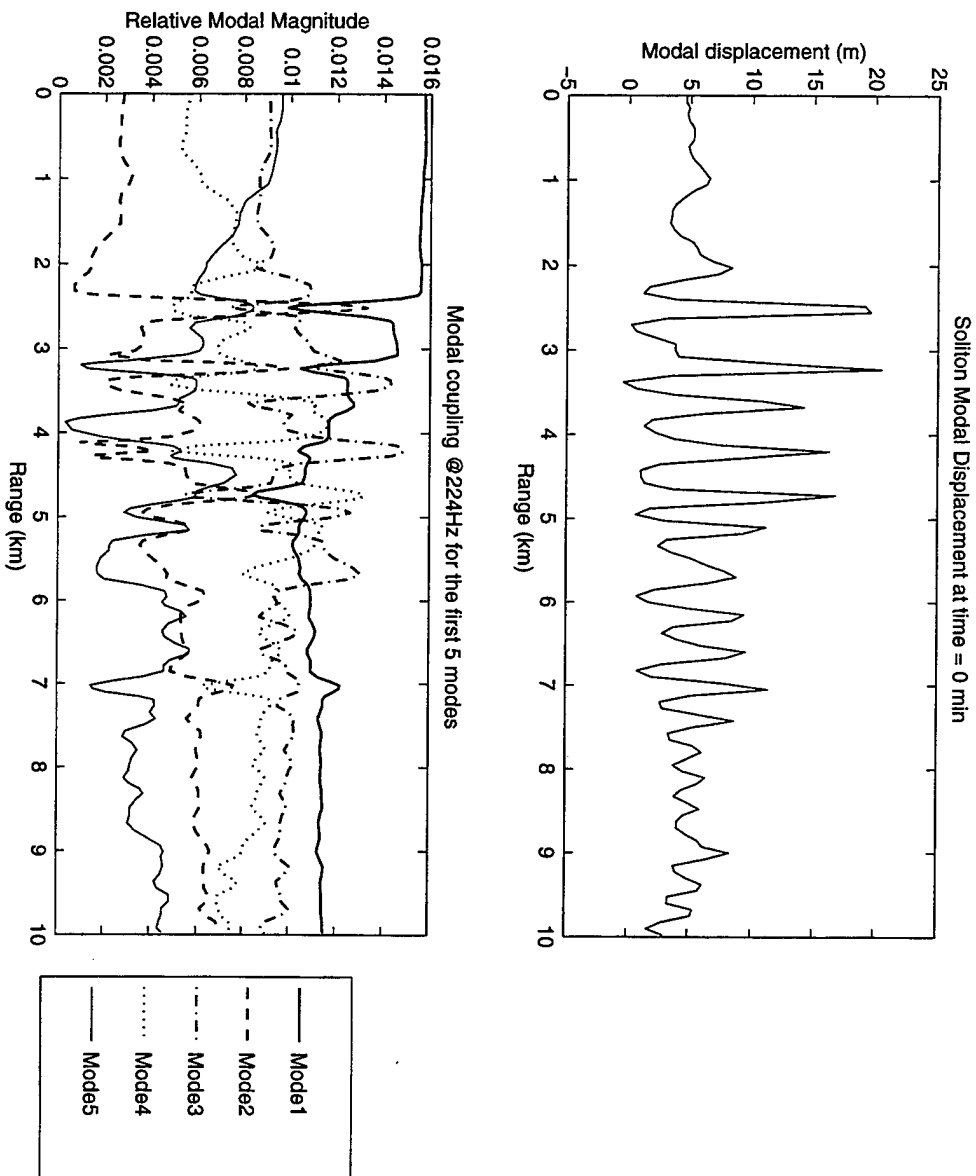 Soliton Modal Displacement at time = 0 min
Modal displacement (m)
25
20
15
10
5
0
-5
0 1 2 3 4 5 6 7 8 9 10
Range (km)
Modal coupling @224Hz for the first 5 modes
Relative Modal Magnitude
0.016
0.014
0.012
0.01
0.008
0.006
0.004
0.002
0
0 1 2 3 4 5 6 7 8 9 10
Range (km)
Mode1
Mode2
Mode3
Mode4
Mode5